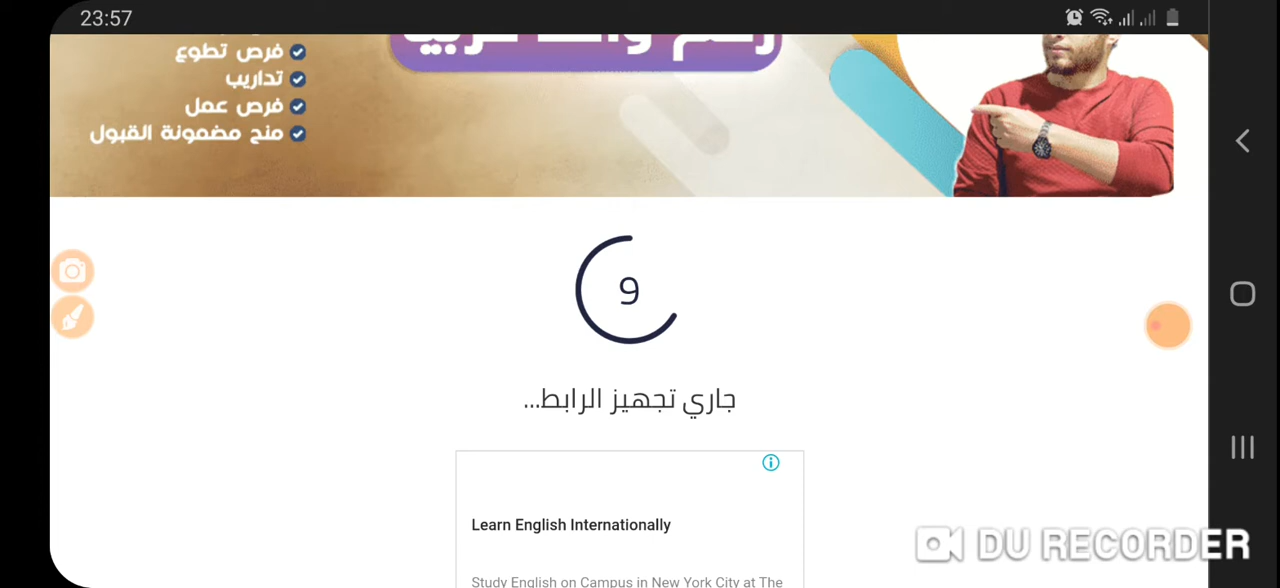 23:57
فرص تطوع
تداريب
فرص عمل
منح مضمونة القبول
9
جاري تجهيز الرابط...
Learn English Internationally
Study English on Campus in New York City at The
DU RECORDER